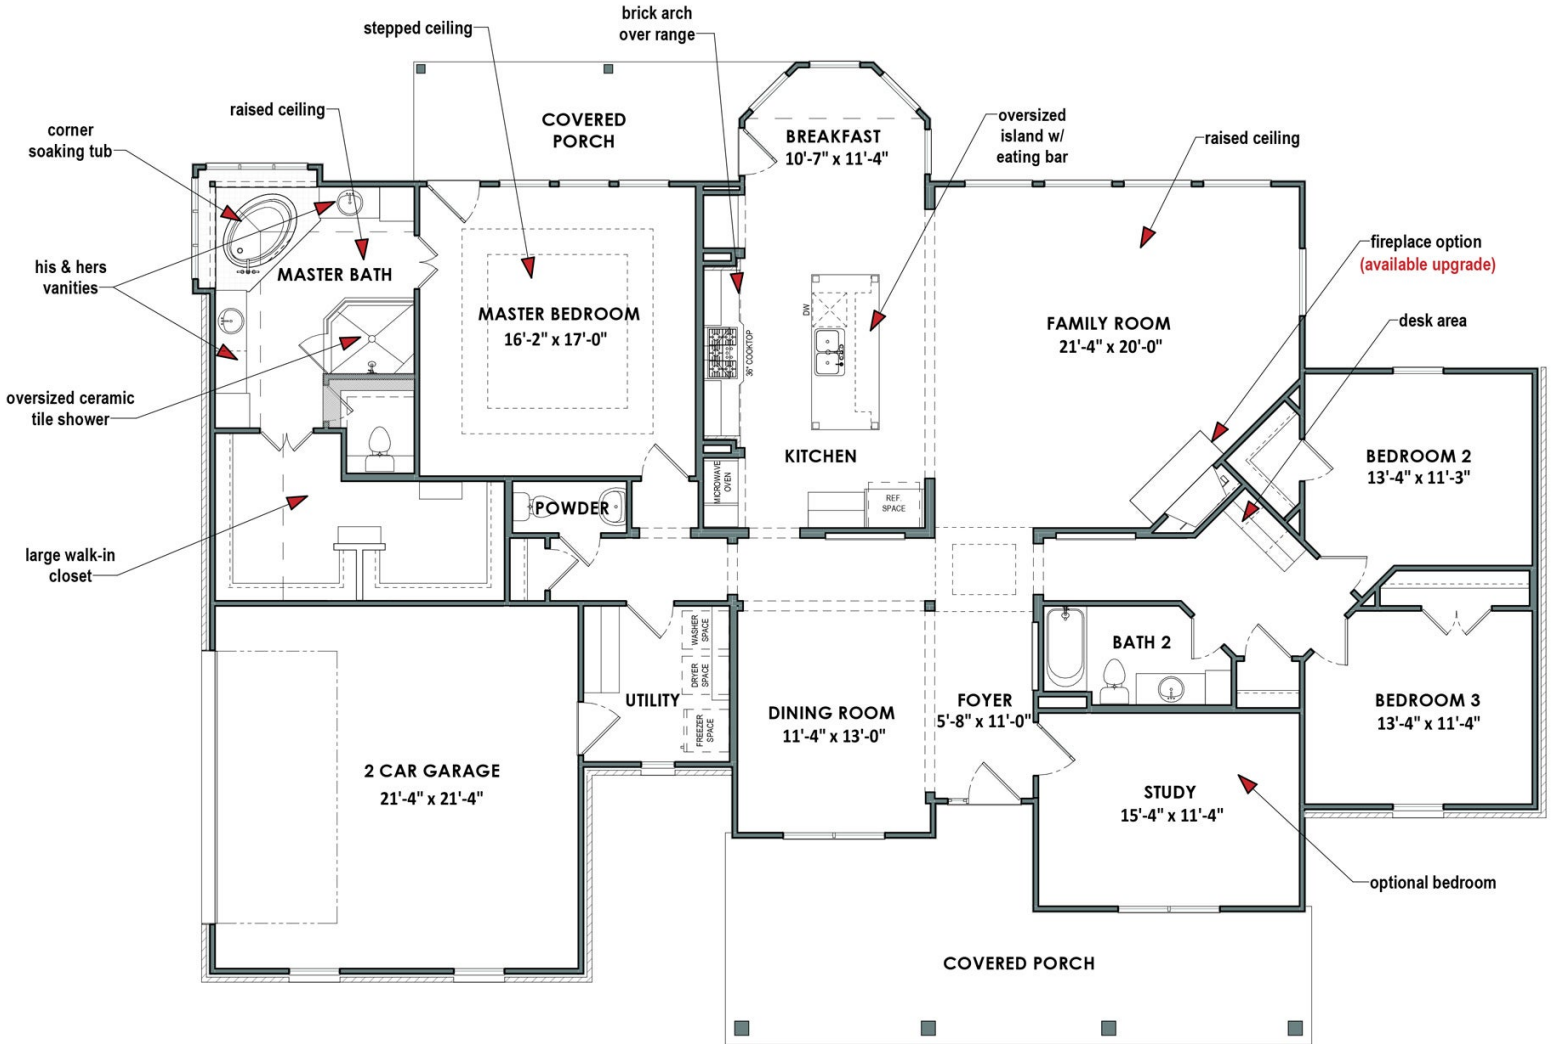 stepped ceiling
brick arch
over range
raised ceiling
corner
soaking tub
COVERED
PORCH
BREAKFAST
10'-7" x 11'-4"
oversized
island w/
eating bar
raised ceiling
his & hers
vanities
MASTER BATH
MASTER BEDROOM
16'-2" x 17'-0"
DW
36" COOKTOP
FAMILY ROOM
21'-4" x 20'-0"
fireplace option
(available upgrade)
desk area
oversized ceramic
tile shower
KITCHEN
MICROWAVE
OVEN
REF.
SPACE
BEDROOM 2
13'-4" x 11'-3"
large walk-in
closet
POWDER
WASHER
SPACE
DRYER
SPACE
FREEZER
SPACE
UTILITY
DINING ROOM
11'-4" x 13'-0"
FOYER
5'-8" x 11'-0"
BATH 2
BEDROOM 3
13'-4" x 11'-4"
2 CAR GARAGE
21'-4" x 21'-4"
STUDY
15'-4" x 11'-4"
optional bedroom
COVERED PORCH